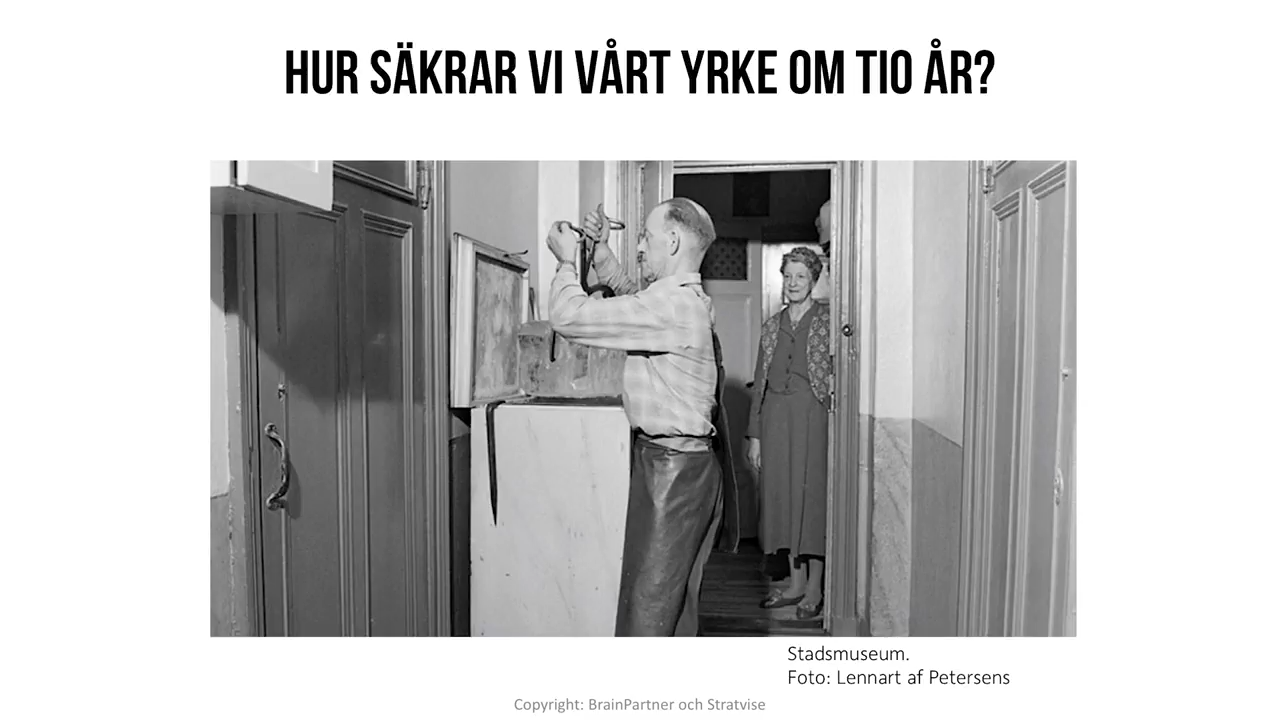 HUR SÄKRAR VI VÅRT YRKE OM TIO ÅR?
Stadsmuseum.
Foto: Lennart af Petersens
Copyright: BrainPartner och Stratvise